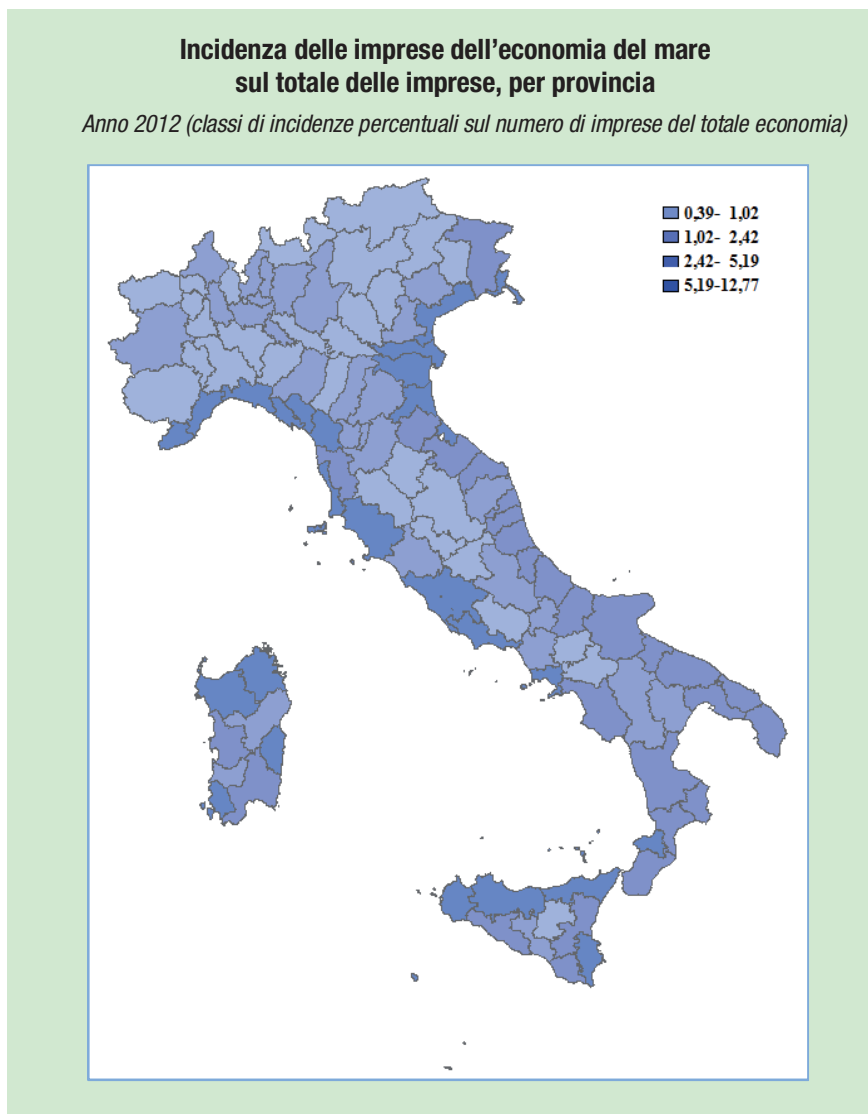 Incidenza delle imprese dell’economia del mare
sul totale delle imprese, per provincia
Anno 2012 (classi di incidenze percentuali sul numero di imprese del totale economia)
0,39- 1,02
1,02- 2,42
2,42- 5,19
5,19-12,77